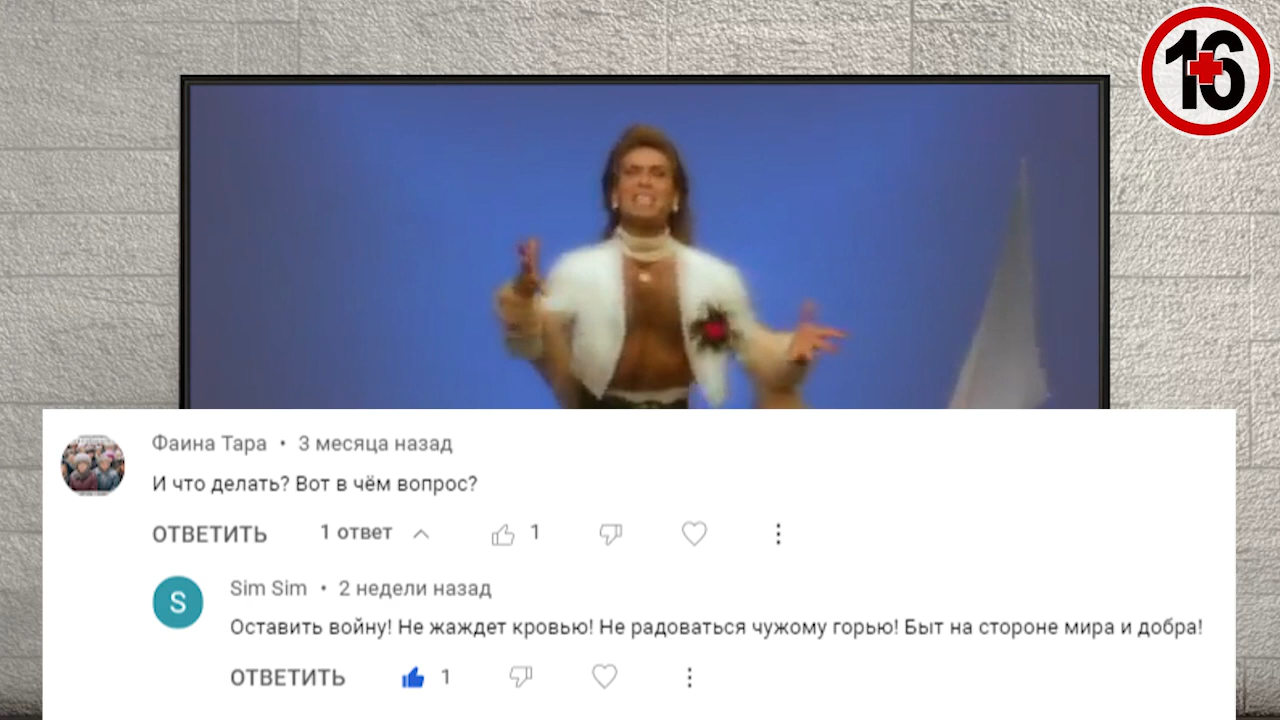 16+
Фаина Тара • 3 месяца назад
И что делать? Вот в чём вопрос?
ОТВЕТИТЬ 1 ответ 1
S
Sim Sim • 2 недели назад
Оставить войну! Не жаждет кровью! Не радоваться чужому горью! Быт на стороне мира и добра!
ОТВЕТИТЬ 1